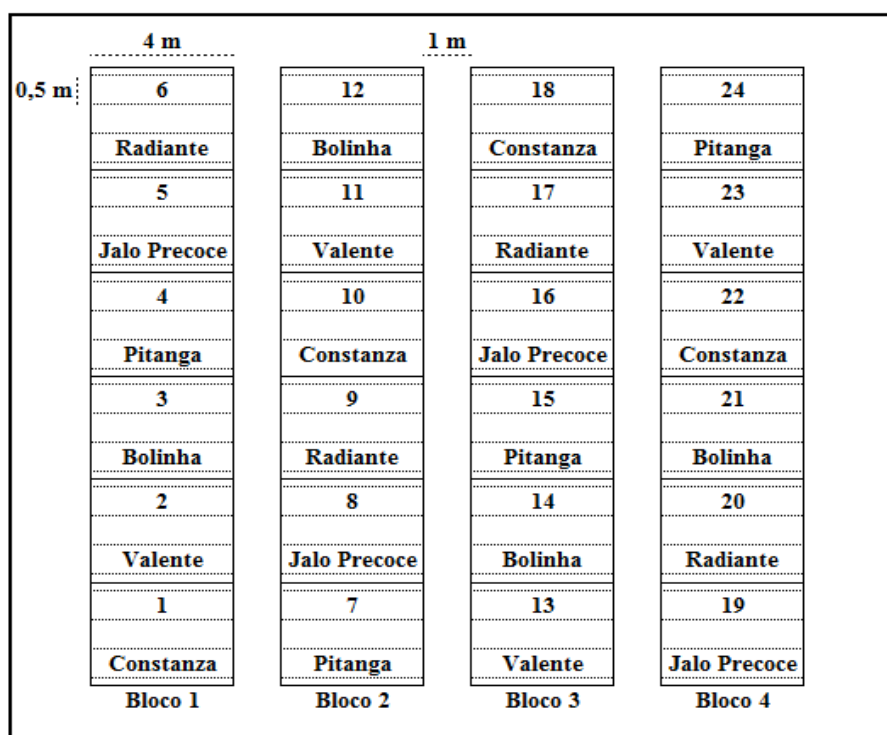 4 m 1 m
0,5 m
6 12 18 24
Radiante Bolinha Constanza Pitanga
5 11 17 23
Jalo Precoce Valente Radiante Valente
4 10 16 22
Pitanga Constanza Jalo Precoce Constanza
3 9 15 21
Bolinha Radiante Pitanga Bolinha
2 8 14 20
Valente Jalo Precoce Bolinha Radiante
1 7 13 19
Constanza Pitanga Valente Jalo Precoce
Bloco 1 Bloco 2 Bloco 3 Bloco 4